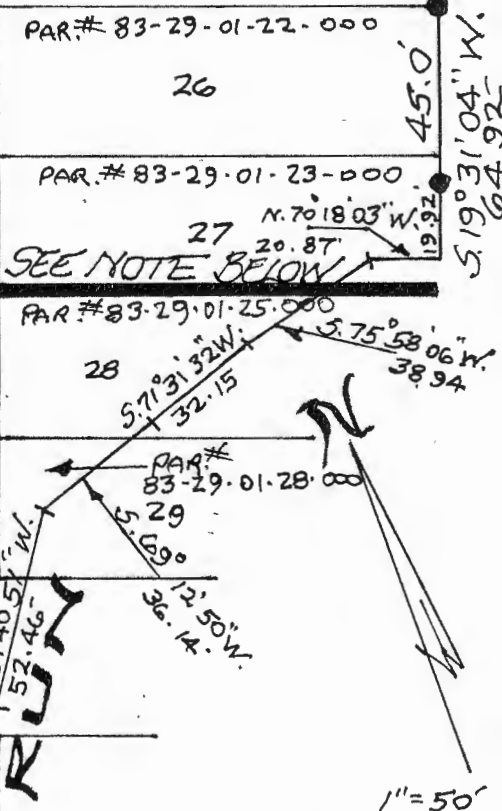 PAR.# 83-29-01-22-000
26
45.0'
S 19° 31' 04" W.
64.92
PAR.# 83-29-01-23-000
27
N. 70° 18' 03" W.
20.87'
19.92'
SEE NOTE BELOW
PAR # 83-29-01-25.000
28
S. 71° 31' 32" W.
32.15
S. 75° 58' 06" W.
38.94
N
PAR #
83-29-01-28-000
29
S. 69° 12' 50" W.
36.14.
52.46
RUN
1" = 50'